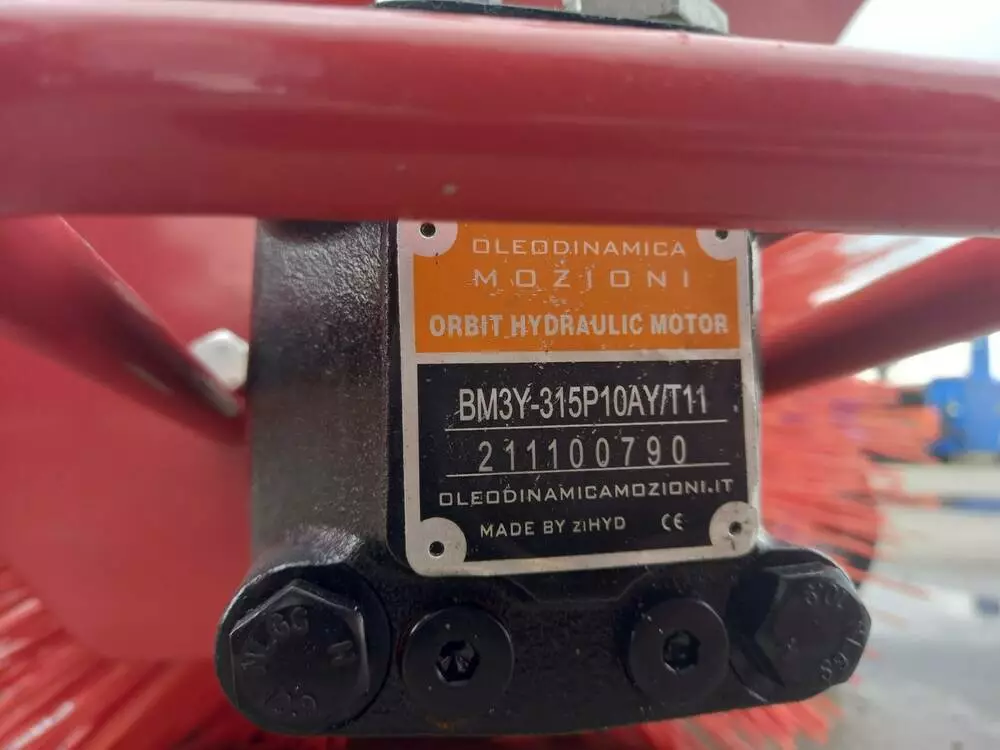 OLEODINAMICA
MOZIONI
ORBIT HYDRAULIC MOTOR
BM3Y-315P10AY/T11
211100790
OLEODINAMICAMOZIONI.IT
MADE BY ZIHYD CE